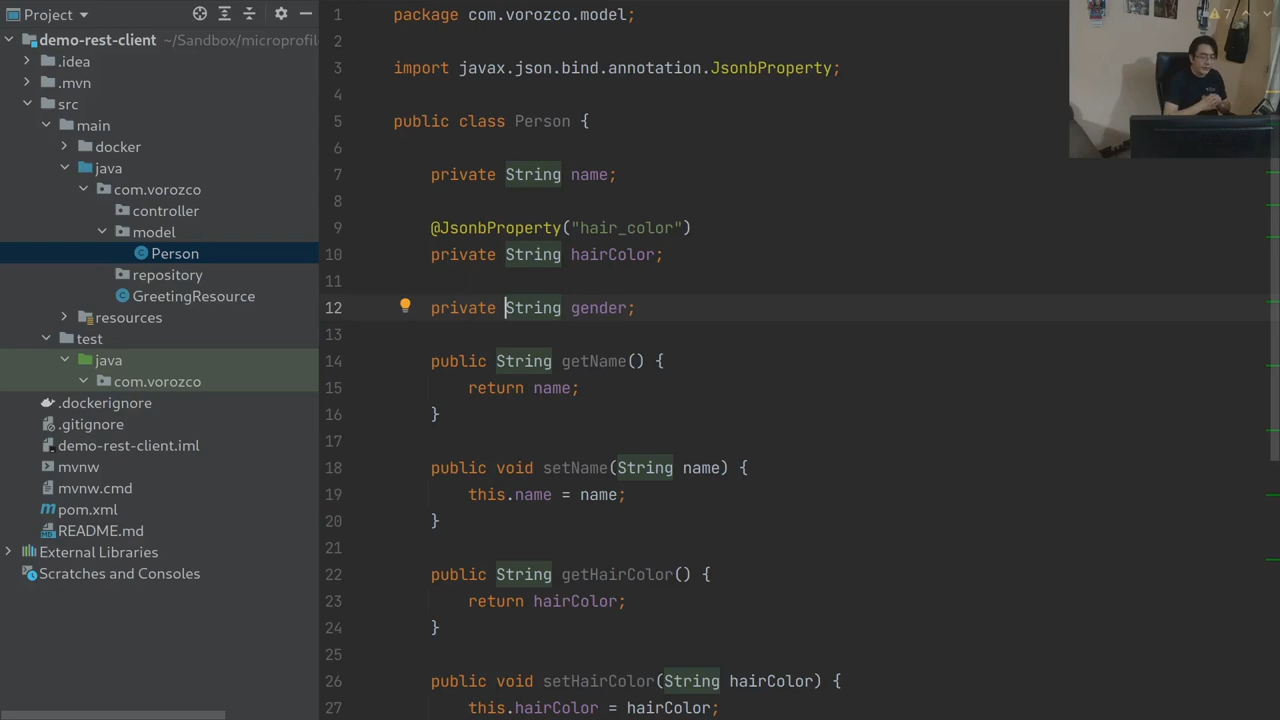 Project
demo-rest-client ~/Sandbox/microprofil
.idea
.mvn
src
main
docker
java
com.vorozco
controller
model
Person
repository
GreetingResource
resources
test
java
com.vorozco
.dockerignore
.gitignore
demo-rest-client.iml
mvnw
mvnw.cmd
pom.xml
README.md
External Libraries
Scratches and Consoles
1 package com.vorozco.model;
2
3 import javax.json.bind.annotation.JsonbProperty;
4
5 public class Person {
6
7 private String name;
8
9 @JsonbProperty("hair_color")
10 private String hairColor;
11
12 private String gender;
13
14 public String getName() {
15 return name;
16 }
17
18 public void setName(String name) {
19 this.name = name;
20 }
21
22 public String getHairColor() {
23 return hairColor;
24 }
25
26 public void setHairColor(String hairColor) {
27 this.hairColor = hairColor;
7